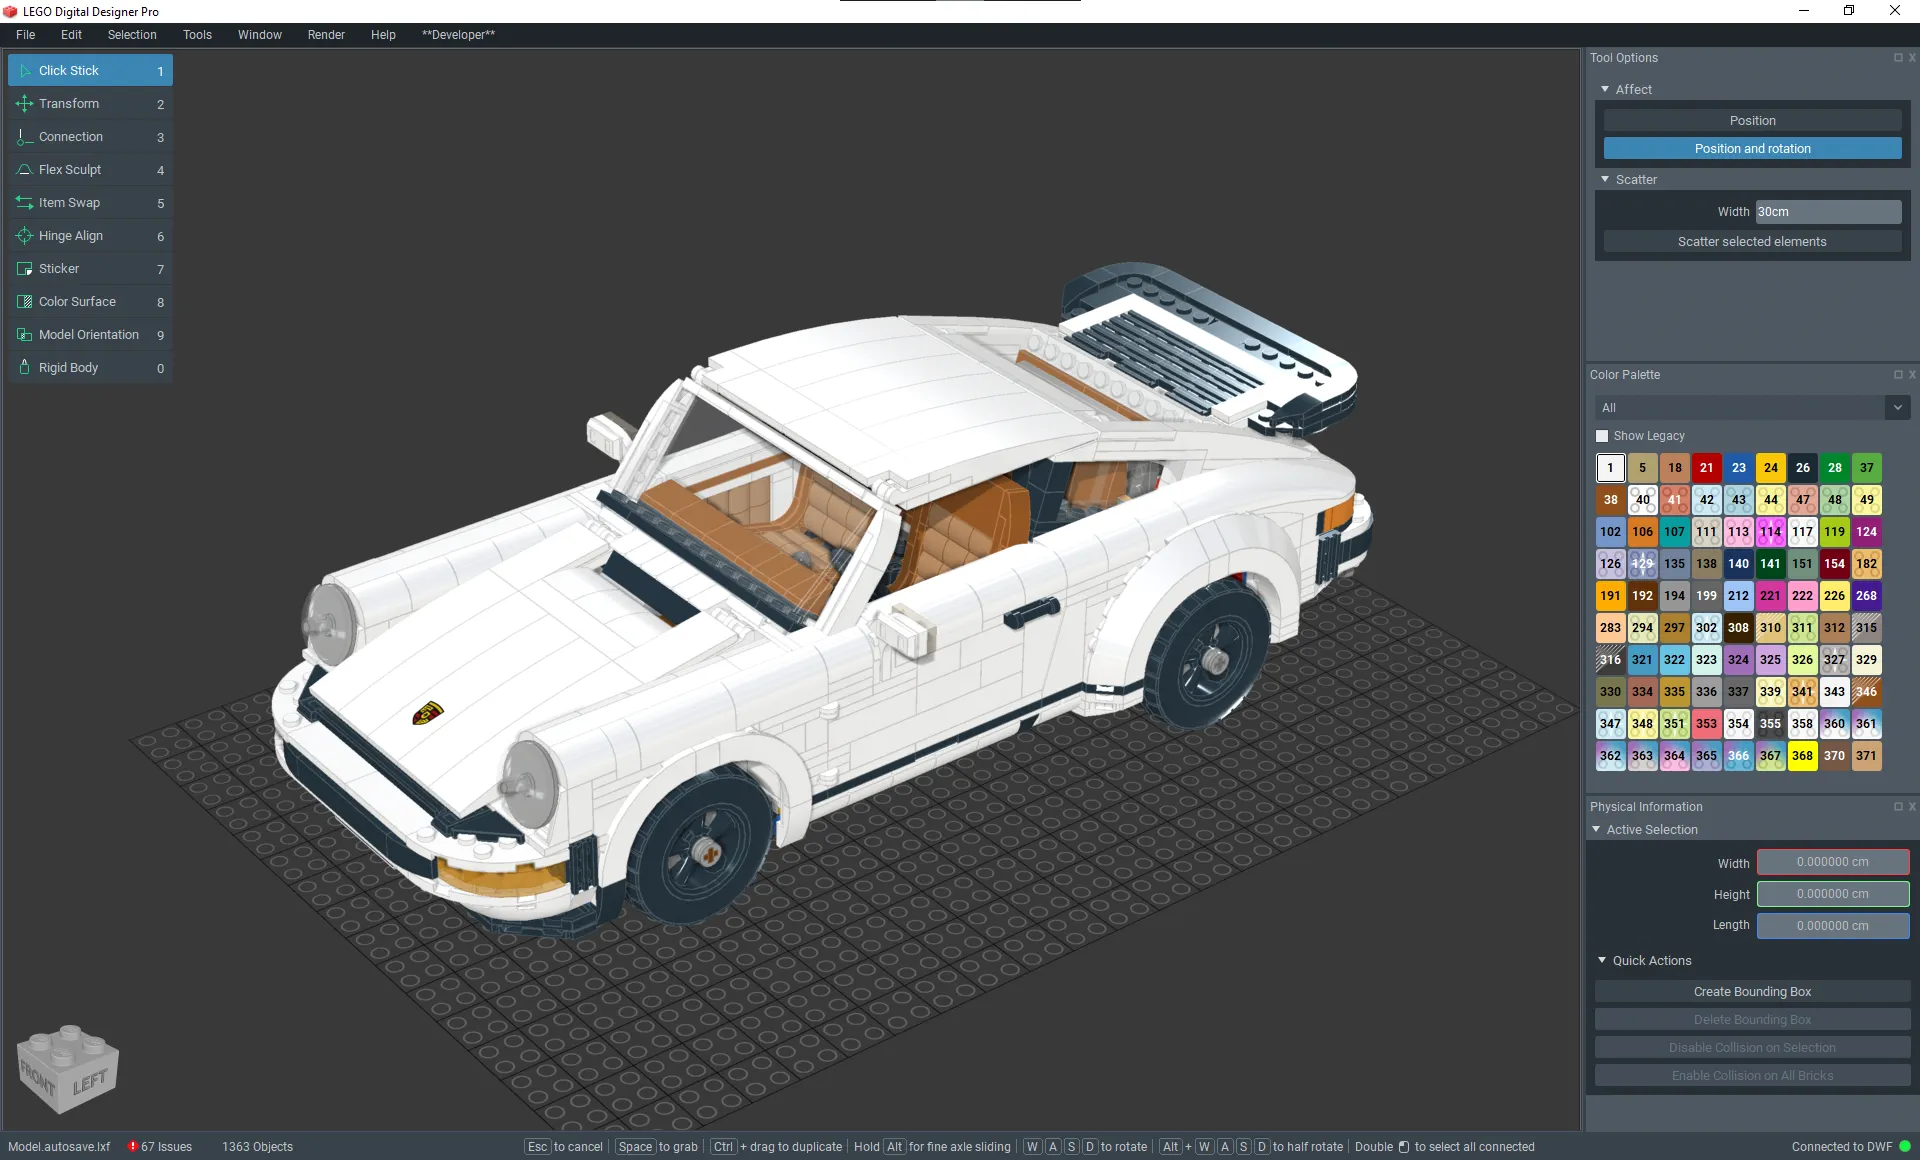 LEGO Digital Designer Pro
File Edit Selection Tools Window Render Help **Developer**
Click Stick 1
Transform 2
Connection 3
Flex Sculpt 4
Item Swap 5
Hinge Align 6
Sticker 7
Color Surface 8
Model Orientation 9
Rigid Body 0
FRONT LEFT
Tool Options
Affect
Position
Position and rotation
Scatter
Width 30cm
Scatter selected elements
Color Palette
All
Show Legacy
1 5 18 21 23 24 26 28 37
38 40 41 42 43 44 47 48 49
102 106 107 111 113 114 117 119 124
126 129 135 138 140 141 151 154 182
191 192 194 199 212 221 222 226 268
283 294 297 302 308 310 311 312 315
316 321 322 323 324 325 326 327 329
330 334 335 336 337 339 341 343 346
347 348 351 353 354 355 358 360 361
362 363 364 365 366 367 368 370 371
Physical Information
Active Selection
Width 0.000000 cm
Height 0.000000 cm
Length 0.000000 cm
Quick Actions
Create Bounding Box
Delete Bounding Box
Disable Collision on Selection
Enable Collision on All Bricks
Model.autosave.lxf 67 Issues 1363 Objects Esc to cancel Space to grab Ctrl + drag to duplicate Hold Alt for fine axle sliding W A S D to rotate Alt + W A S D to half rotate Double to select all connected Connected to DWF